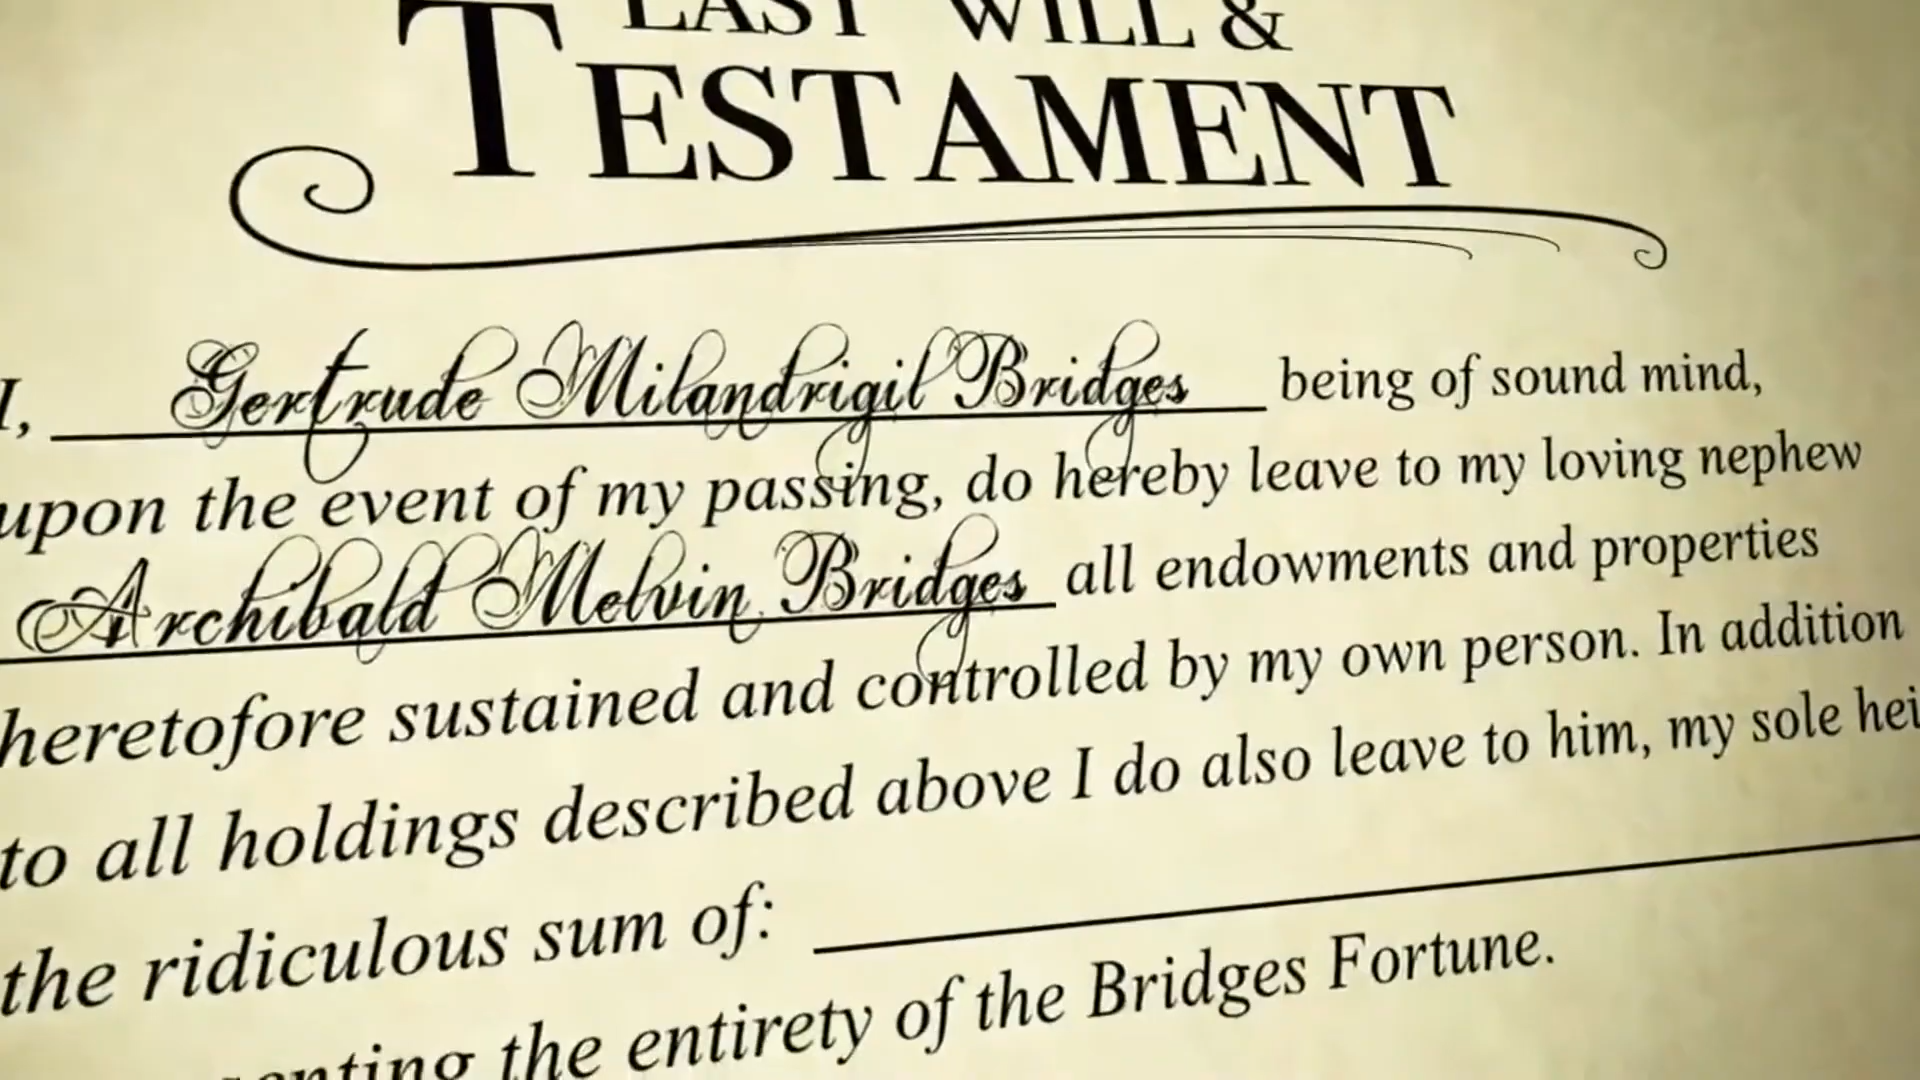 LAST WILL &
TESTAMENT
I, Gertrude Milandrigil Bridges being of sound mind,
upon the event of my passing, do hereby leave to my loving nephew
Archibald Melvin Bridges all endowments and properties
heretofore sustained and controlled by my own person. In addition
to all holdings described above I do also leave to him, my sole
the ridiculous sum of:
the entirety of the Bridges Fortune.